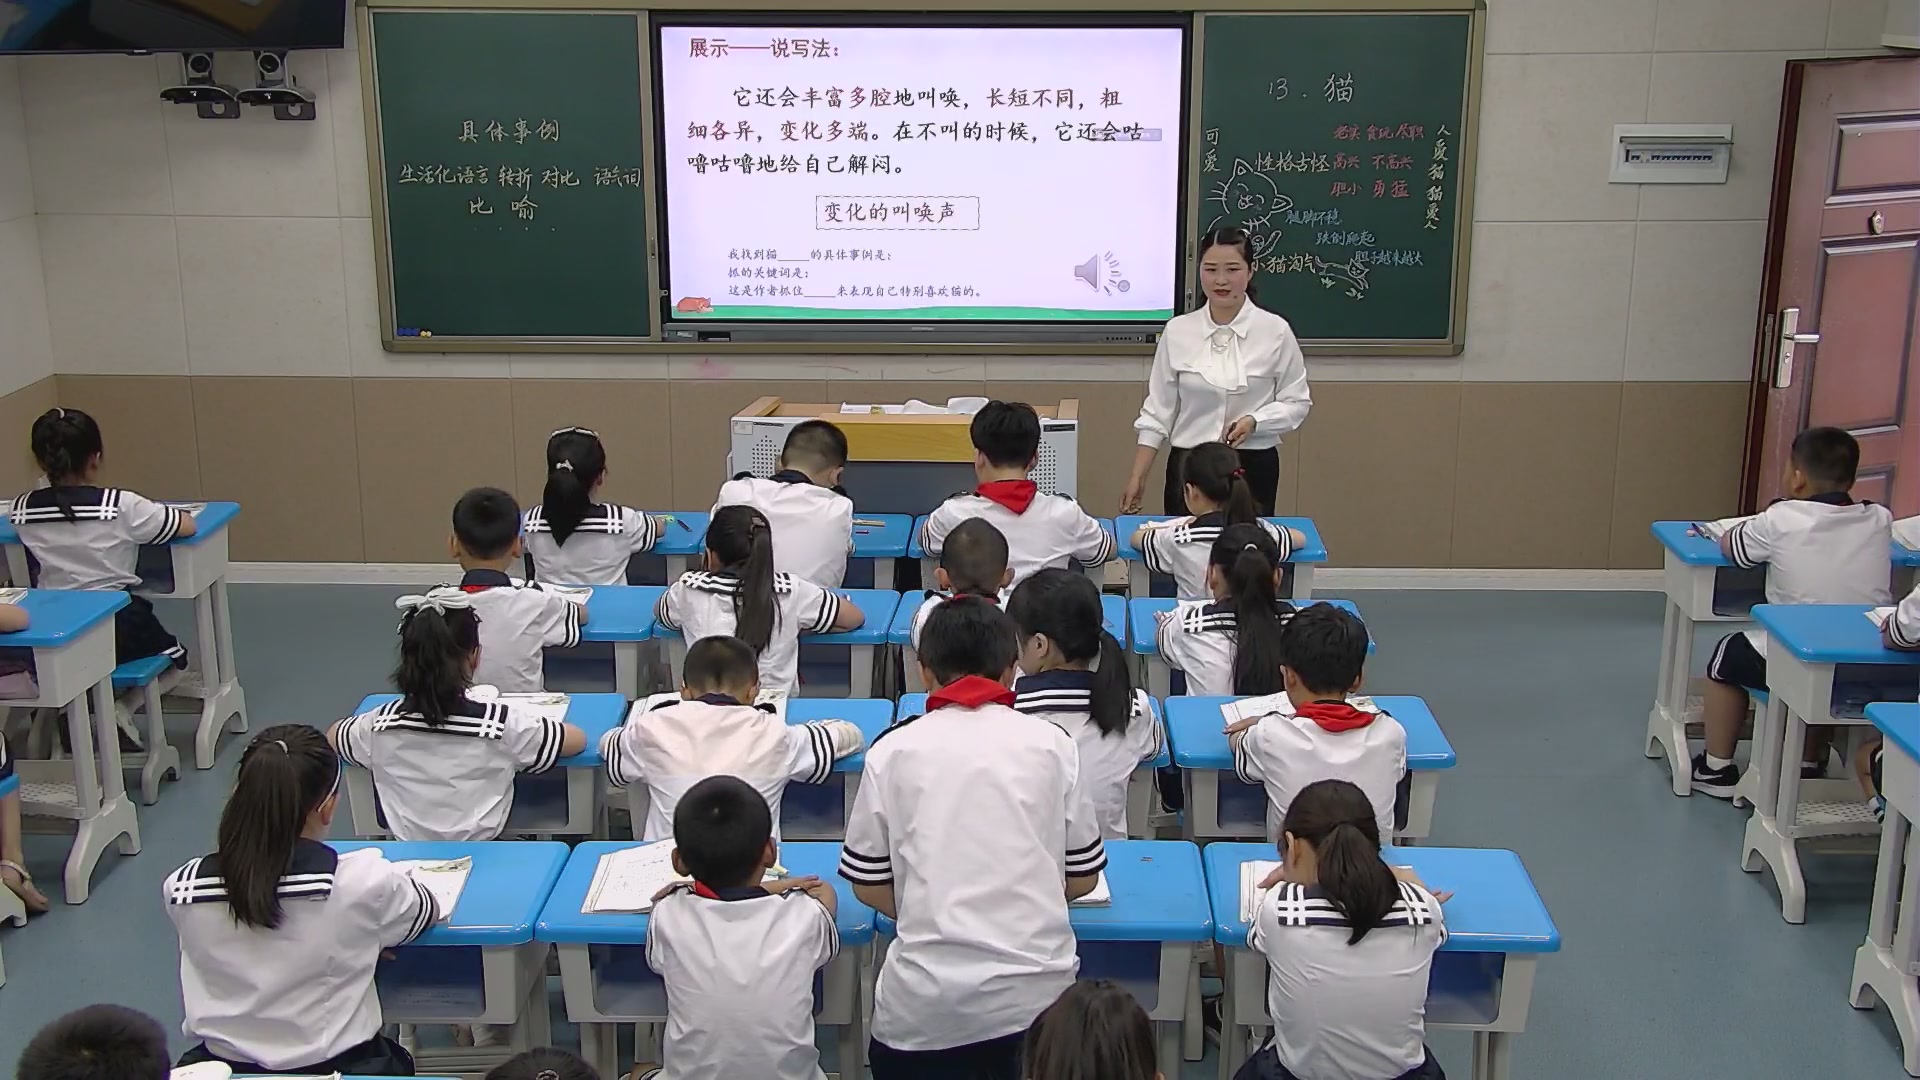 具体事例
生活化语言 转折 对比 语气词
比喻
展示——说写法：
它还会丰富多腔地叫唤，长短不同，粗
细各异，变化多端。在不叫的时候，它还会咕
噜咕噜地给自己解闷。
变化的叫唤声
我找到猫_____的具体事例是：
抓的关键词是：
这是作者抓住_____来表现自己特别喜欢猫的。
13.猫
可爱
性格古怪
老实 贪玩 尽职
高兴 不高兴
胆小 勇猛
腿脚不稳
跌倒爬起
胆子越来越大
小猫淘气
人爱猫猫爱人